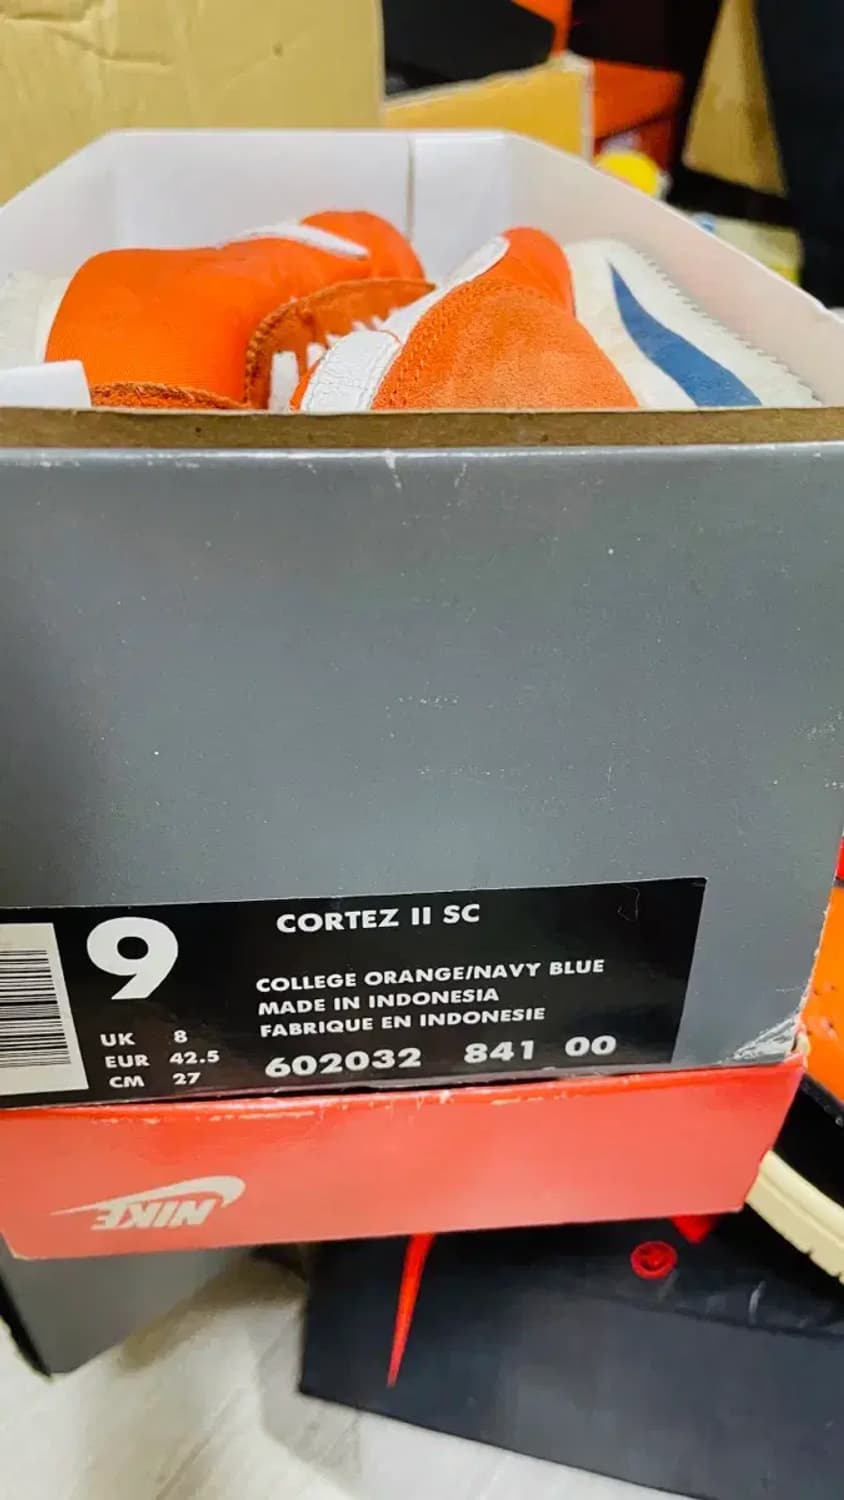 9
CORTEZ II SC
COLLEGE ORANGE/NAVY BLUE
MADE IN INDONESIA
FABRIQUE EN INDONESIE
UK 8
EUR 42.5
CM 27
602032 841 00
NIKE